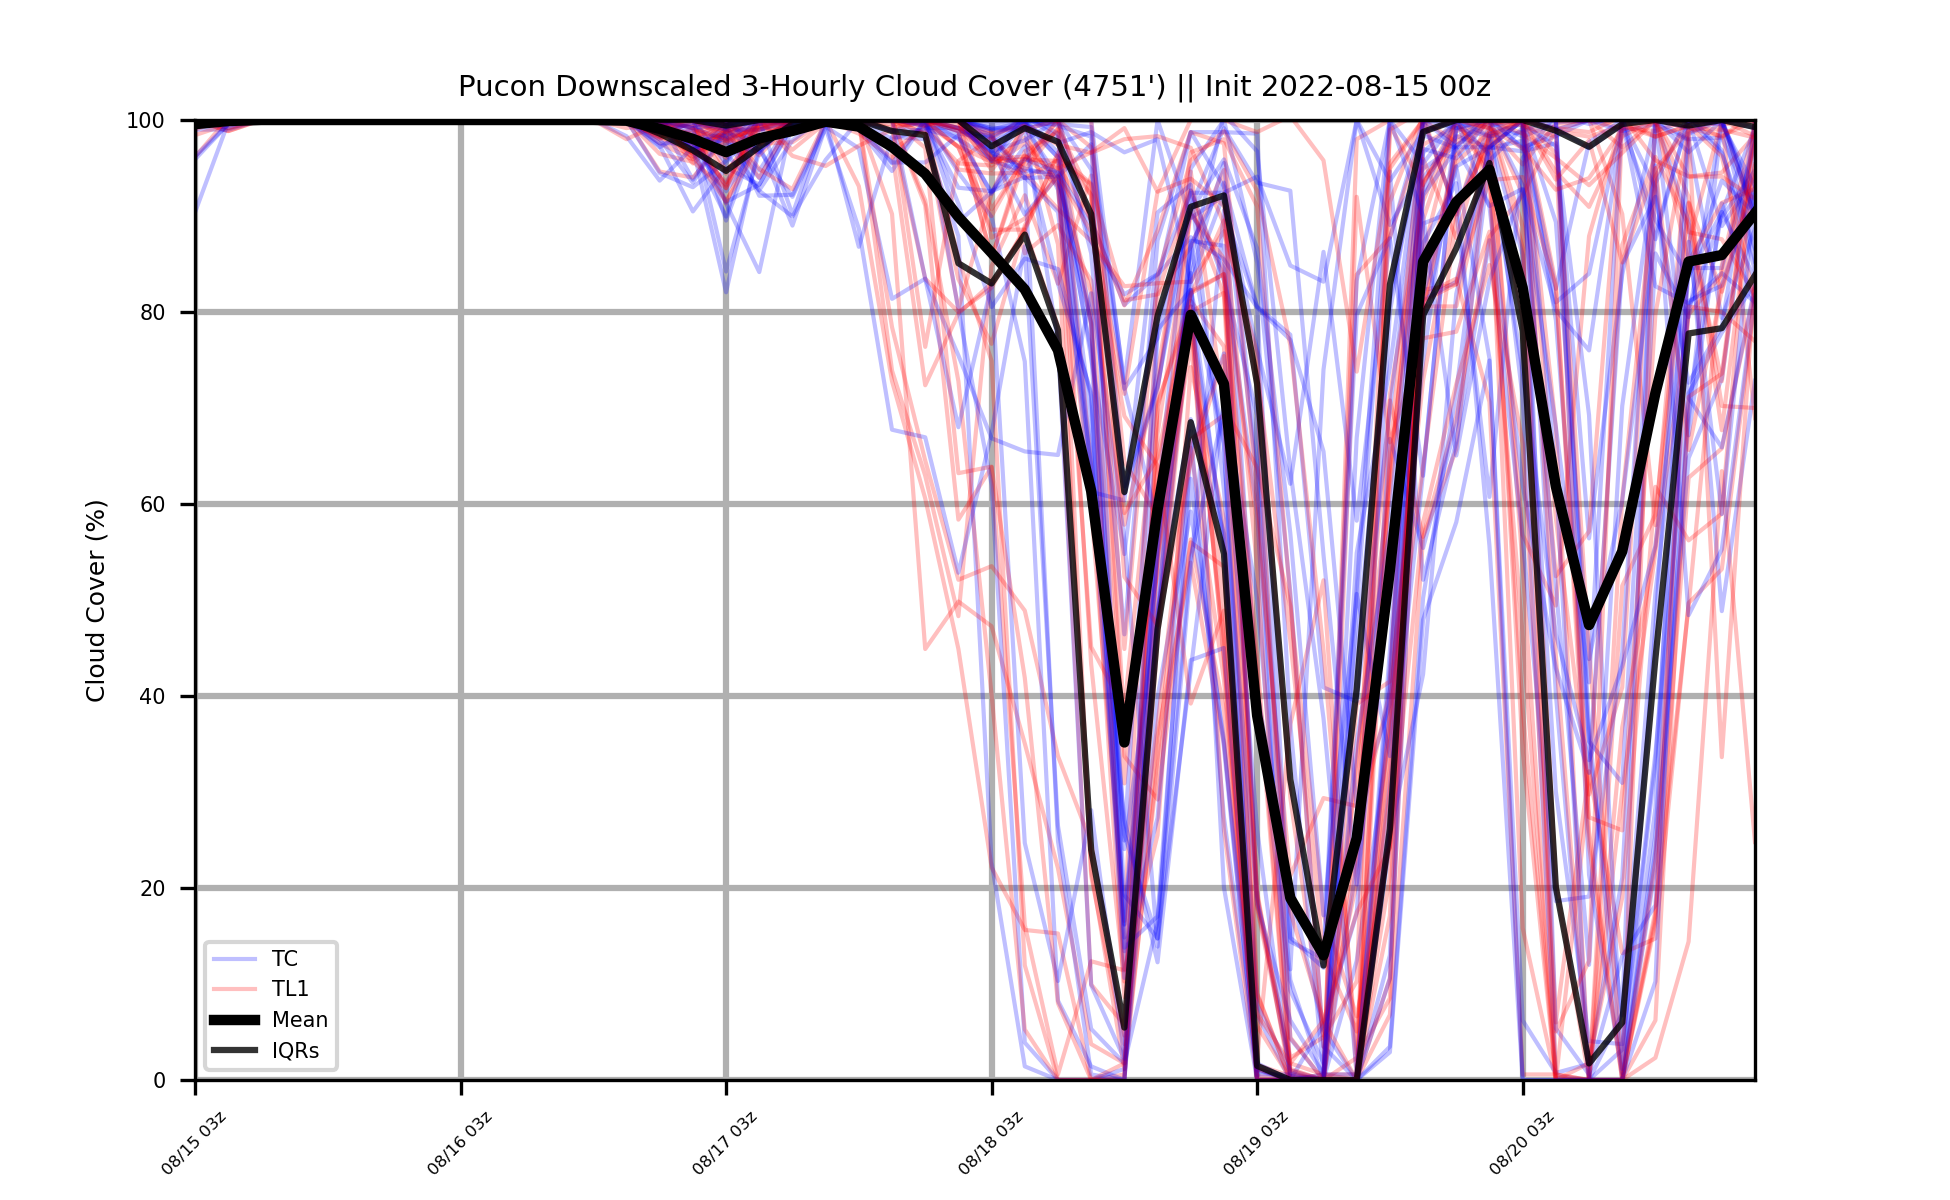 Pucon Downscaled 3-Hourly Cloud Cover (4751') || Init 2022-08-15 00z
Cloud Cover (%)
100
80
60
40
20
0
TC
TL1
Mean
IQRs
08/15 03z
08/16 03z
08/17 03z
08/18 03z
08/19 03z
08/20 03z